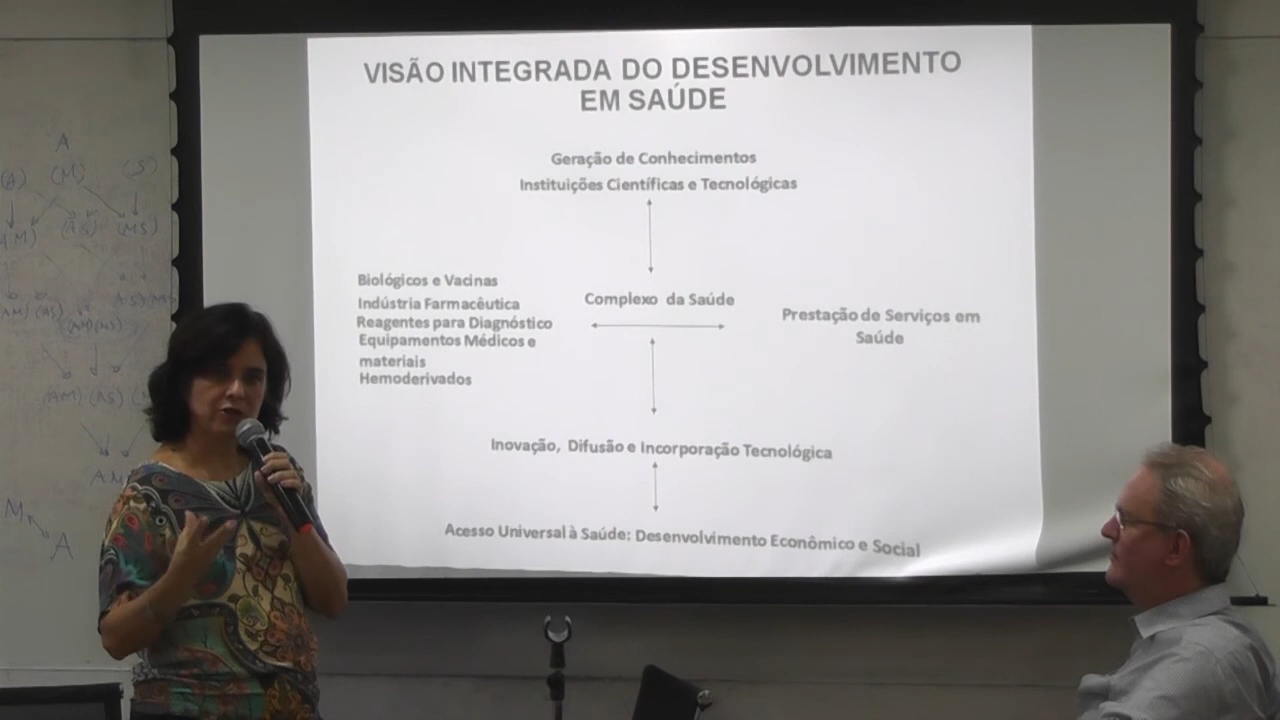 VISÃO INTEGRADA DO DESENVOLVIMENTO
EM SAÚDE
Geração de Conhecimentos
Instituições Científicas e Tecnológicas
Biológicos e Vacinas
Indústria Farmacêutica
Reagentes para Diagnóstico
Equipamentos Médicos e
materiais
Hemoderivados
Complexo da Saúde
Prestação de Serviços em
Saúde
Inovação, Difusão e Incorporação Tecnológica
Acesso Universal à Saúde: Desenvolvimento Econômico e Social
A
(M)
(S)
(AS) (MS)
M
A